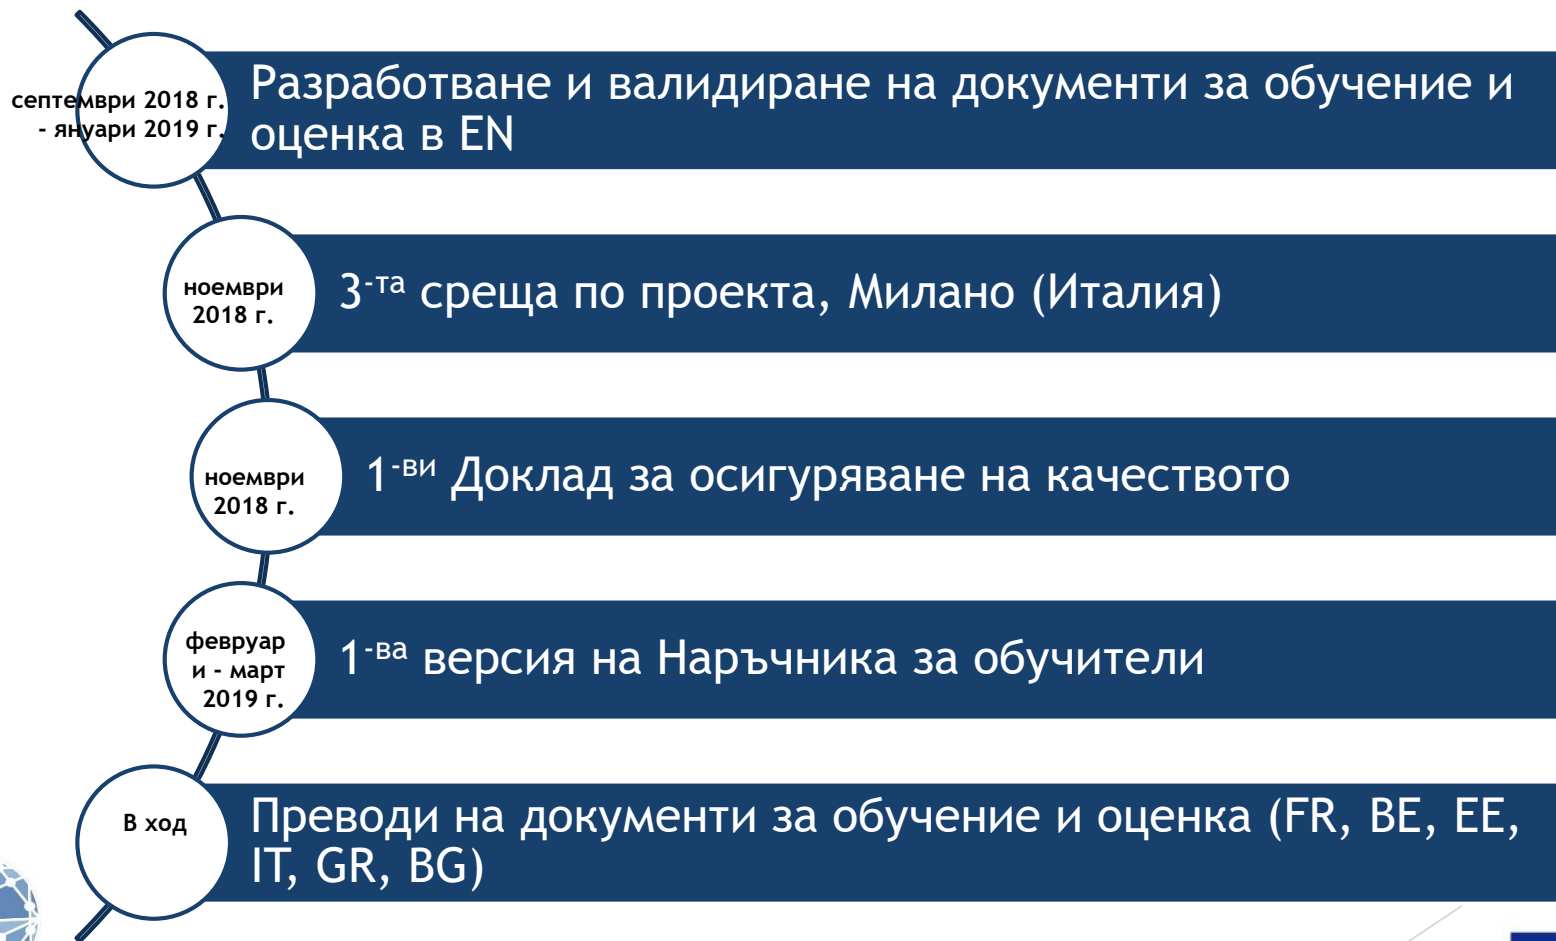 септември 2018 г.
- януари 2019 г.
Разработване и валидиране на документи за обучение и
оценка в EN
ноември
2018 г.
3-та среща по проекта, Милано (Италия)
ноември
2018 г.
1-ви Доклад за осигуряване на качеството
февруар
и - март
2019 г.
1-ва версия на Наръчника за обучители
В ход
Преводи на документи за обучение и оценка (FR, BE, EE,
IT, GR, BG)